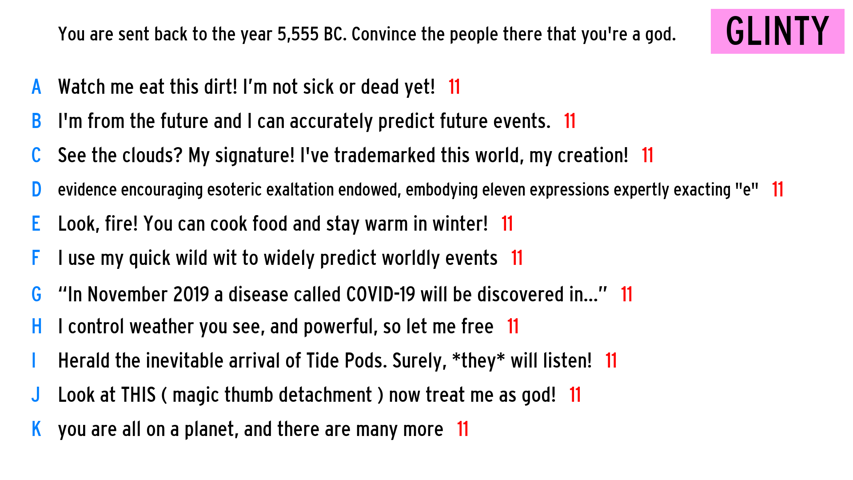 You are sent back to the year 5,555 BC. Convince the people there that you're a god.
GLINTY
A Watch me eat this dirt! I'm not sick or dead yet! 11
B I'm from the future and I can accurately predict future events. 11
C See the clouds? My signature! I've trademarked this world, my creation! 11
D evidence encouraging esoteric exaltation endowed, embodying eleven expressions expertly exacting "e" 11
E Look, fire! You can cook food and stay warm in winter! 11
F I use my quick wild wit to widely predict worldly events 11
G “In November 2019 a disease called COVID-19 will be discovered in...” 11
H I control weather you see, and powerful, so let me free 11
I Herald the inevitable arrival of Tide Pods. Surely, *they* will listen! 11
J Look at THIS ( magic thumb detachment ) now treat me as god! 11
K you are all on a planet, and there are many more 11